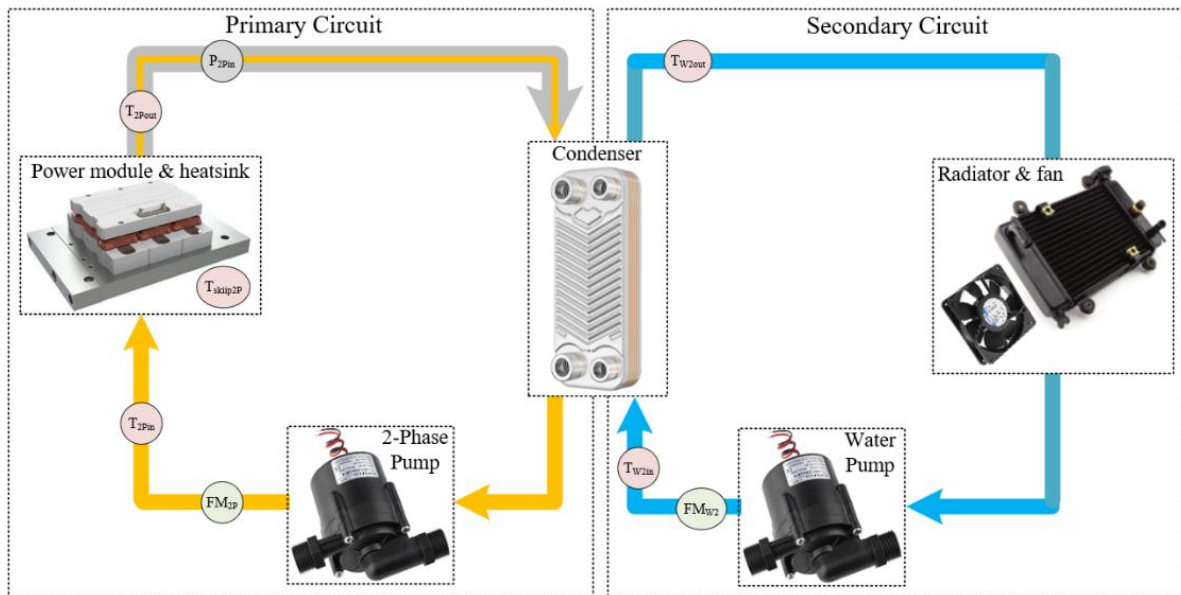 Primary Circuit
Secondary Circuit
P2Pin
TW2out
T2Pout
Condenser
Power module & heatsink
Radiator & fan
Tskiip2P
T2Pin
2-Phase
Pump
Water
Pump
TW2in
FM2P
FMW2